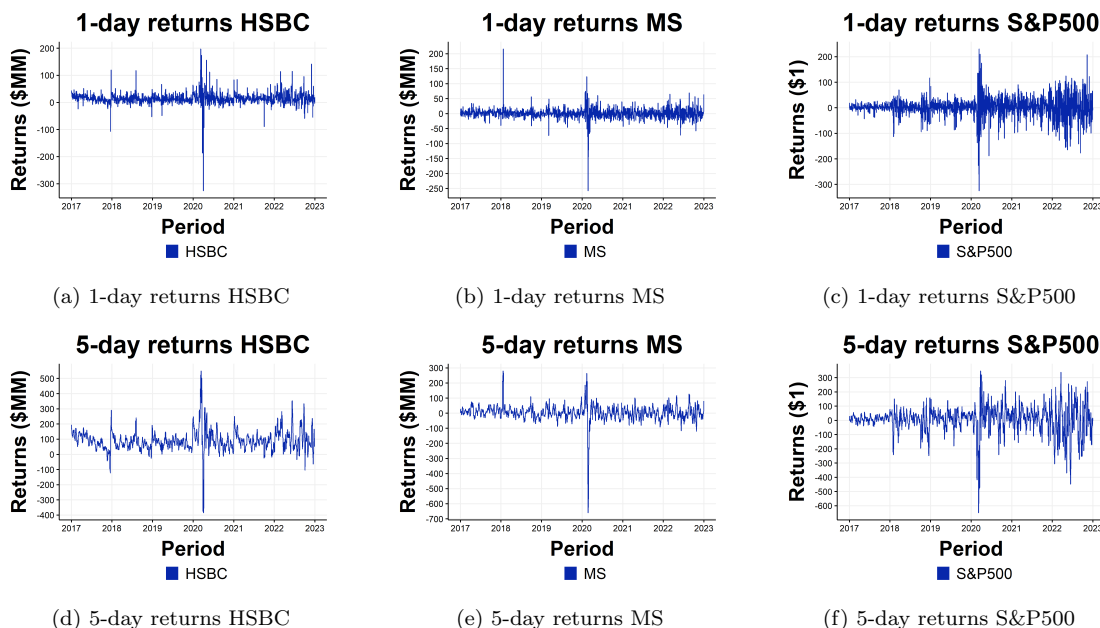 1-day returns HSBC
Returns ($MM)
200
100
0
-100
-200
-300
2017 2018 2019 2020 2021 2022 2023
Period
HSBC
(a) 1-day returns HSBC
1-day returns MS
Returns ($MM)
200
150
100
50
0
-50
-100
-150
-200
-250
2017 2018 2019 2020 2021 2022 2023
Period
MS
(b) 1-day returns MS
1-day returns S&P500
Returns ($1)
200
100
0
-100
-200
-300
2017 2018 2019 2020 2021 2022 2023
Period
S&P500
(c) 1-day returns S&P500
5-day returns HSBC
Returns ($MM)
500
400
300
200
100
0
-100
-200
-300
-400
2017 2018 2019 2020 2021 2022 2023
Period
HSBC
(d) 5-day returns HSBC
5-day returns MS
Returns ($MM)
300
200
100
0
-100
-200
-300
-400
-500
-600
-700
2017 2018 2019 2020 2021 2022 2023
Period
MS
(e) 5-day returns MS
5-day returns S&P500
Returns ($1)
300
200
100
0
-100
-200
-300
-400
-500
-600
2017 2018 2019 2020 2021 2022 2023
Period
S&P500
(f) 5-day returns S&P500